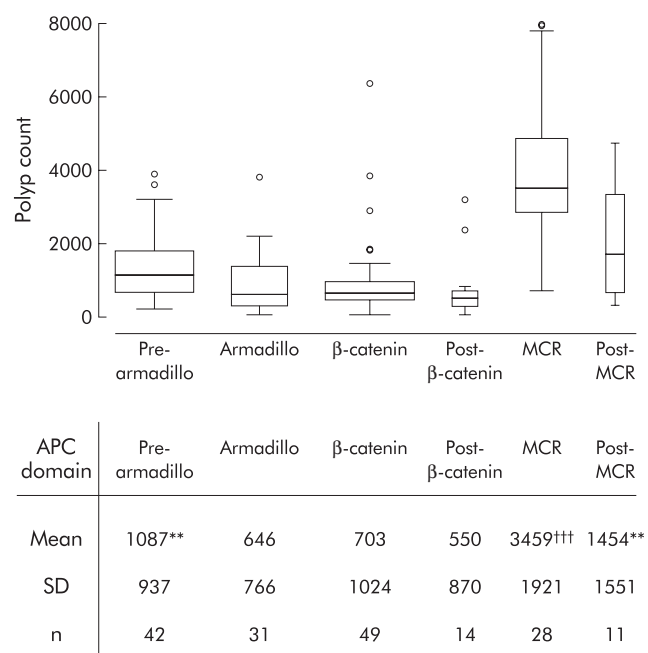 8000
6000
4000
2000
0
Polyp count
Pre-
armadillo
Armadillo
β-catenin
Post-
β-catenin
MCR
Post-
MCR
APC
domain
Pre-
armadillo
Armadillo
β-catenin
Post-
β-catenin
MCR
Post-
MCR
Mean 1087** 646 703 550 3459††† 1454**
SD 937 766 1024 870 1921 1551
n 42 31 49 14 28 11